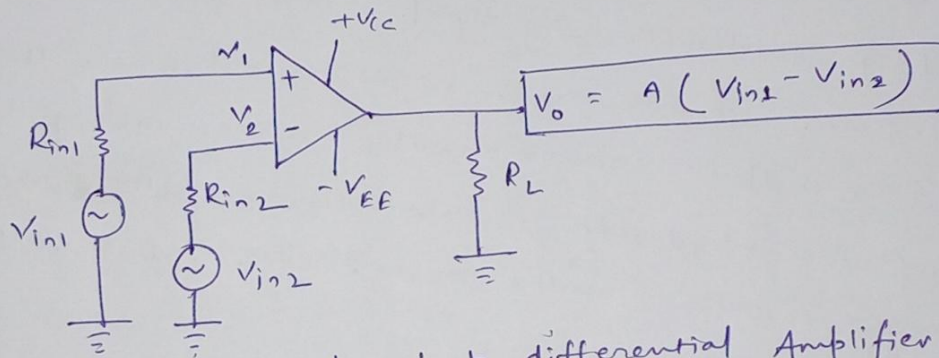 +Vcc
V1
+
Vo = A ( Vin1 - Vin2 )
V2
-
Rin1
Rin2
-VEE
RL
Vin1
~
~
Vin2
differential Amplifier